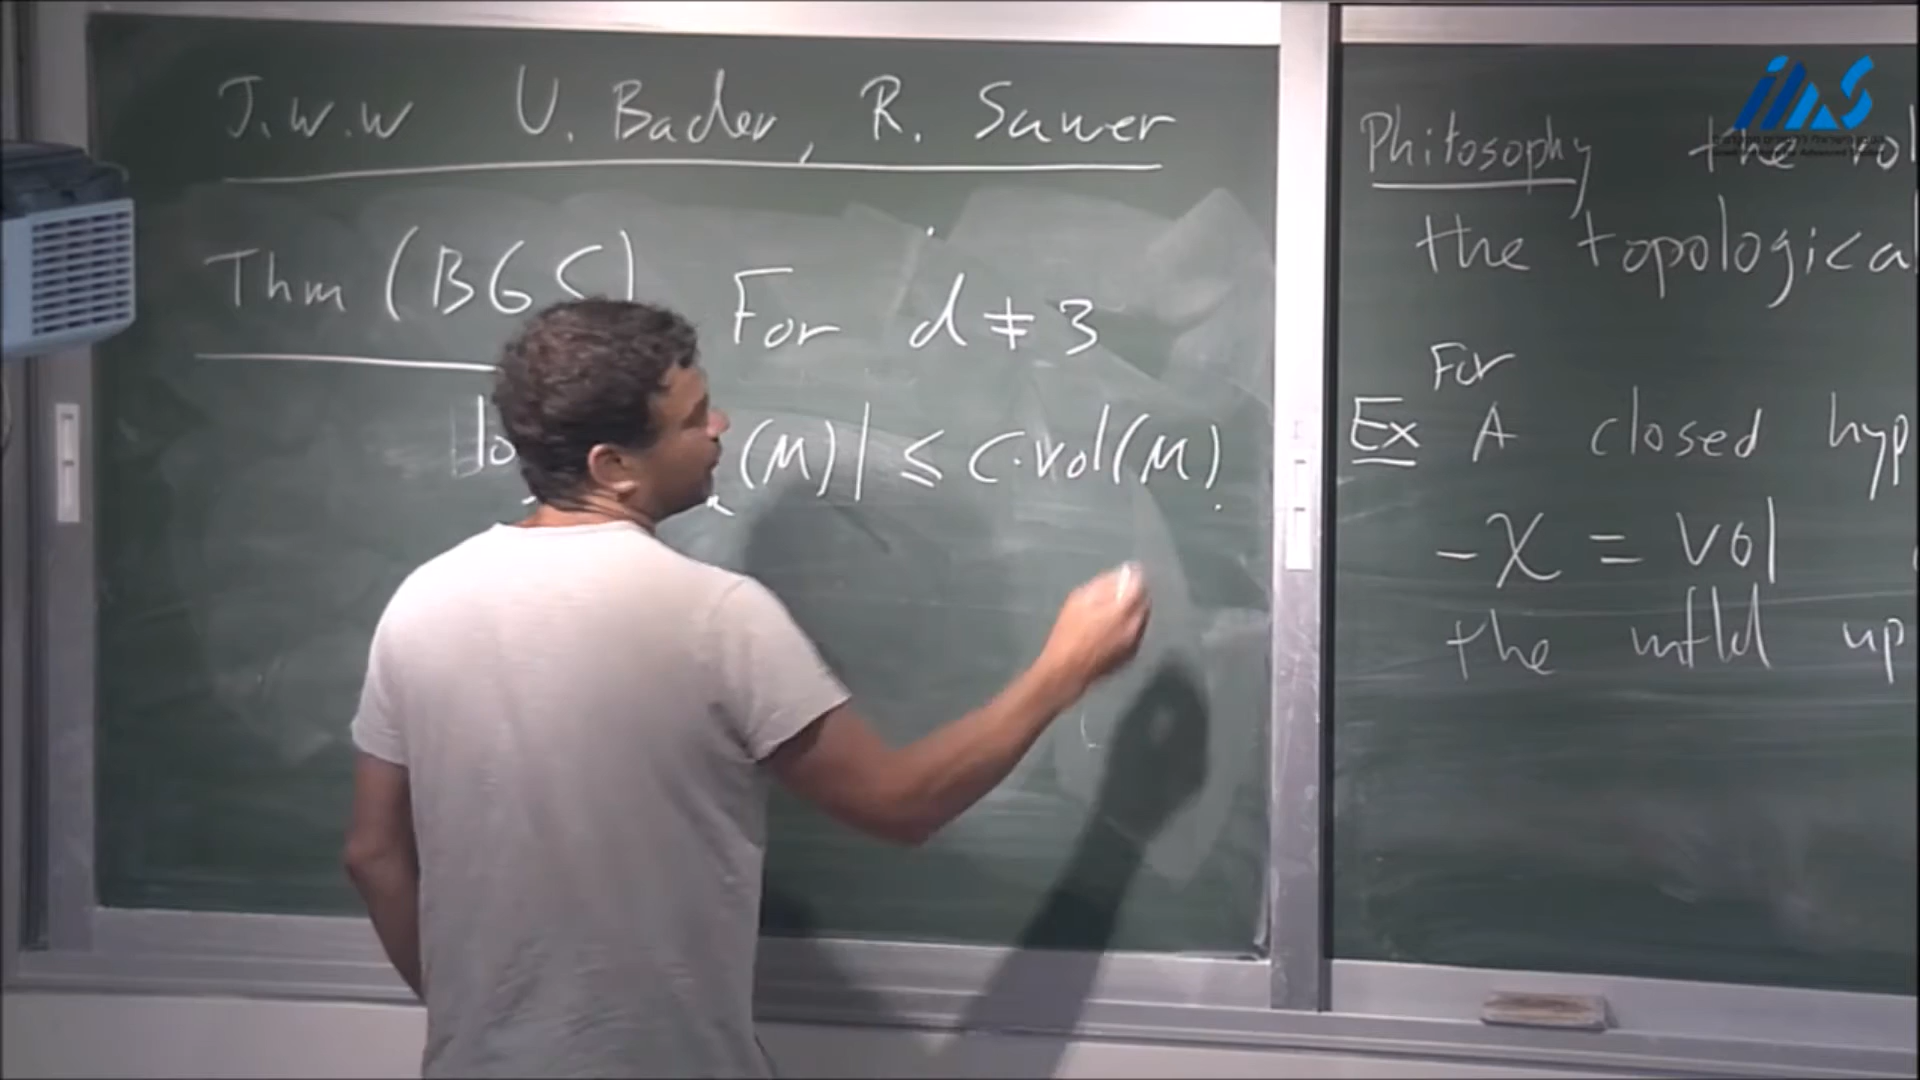 J.w.w U. Bader, R. Sauer
Thm (BGS) For d ≠ 3
(M)| ≤ C·vol(M).
Philosophy the vol
the topological
For
Ex A closed hyp
-χ = vol
the mfld up
iias